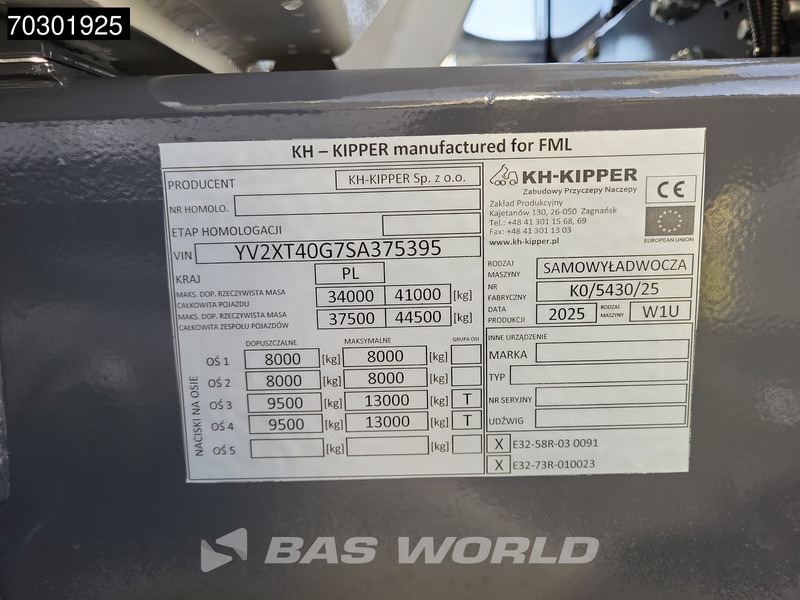 70301925
KH – KIPPER manufactured for FML
PRODUCENT KH-KIPPER Sp. z o.o.
NR HOMOLO.
ETAP HOMOLOGACJI
VIN YV2XT40G7SA375395
KRAJ PL
MAKS. DOP. RZECZYWISTA MASA CAŁKOWITA POJAZDU 34000 41000 [kg]
MAKS. DOP. RZECZYWISTA MASA CAŁKOWITA ZESPOŁU POJAZDÓW 37500 44500 [kg]
DOPUSZCZALNE MAKSYMALNE GRUPA OSI
NACISKI NA OSIE
OŚ 1 8000 [kg] 8000 [kg]
OŚ 2 8000 [kg] 8000 [kg]
OŚ 3 9500 [kg] 13000 [kg] T
OŚ 4 9500 [kg] 13000 [kg] T
OŚ 5 [kg] [kg]
KH-KIPPER
Zabudowy Przyczepy Naczepy
Zakład Produkcyjny
Kajetanów 130, 26-050 Zagnańsk
Tel.: +48 41 301 15 68, 69
Fax: +48 41 301 13 03
www.kh-kipper.pl
CE
EUROPEAN UNION
RODZAJ MASZYNY SAMOWYŁADWOCZA
NR FABRYCZNY K0/5430/25
DATA PRODUKCJI 2025 RODZAJ MASZYNY W1U
INNE URZĄDZENIE
MARKA
TYP
NR SERYJNY
UDŹWIG
X E32-58R-03 0091
X E32-73R-010023
BAS WORLD